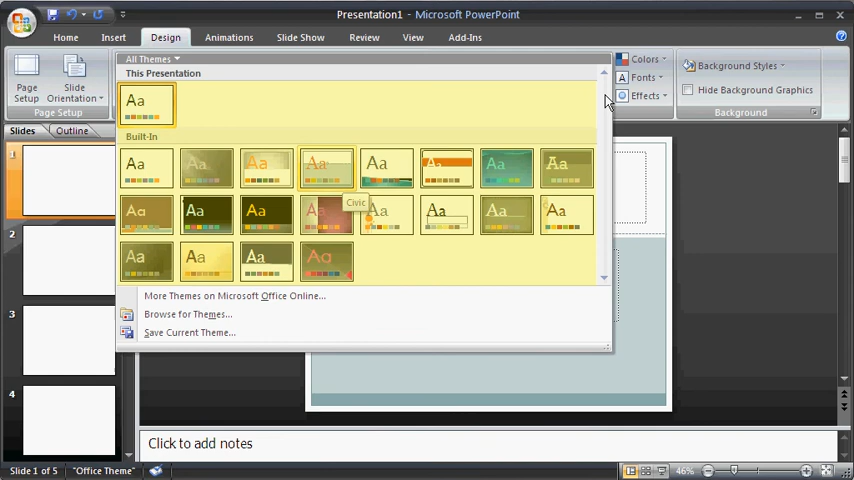 Presentation1 - Microsoft PowerPoint
Home Insert Design Animations Slide Show Review View Add-Ins
Page Setup
Slide Orientation
Page Setup
All Themes
This Presentation
Aa
Built-In
Aa Aa Aa Aa Aa Aa Aa Aa
Aa Aa Aa Aa Aa Aa Aa Aa
Aa Aa Aa Aa
Civic
More Themes on Microsoft Office Online...
Browse for Themes...
Save Current Theme...
Colors
Fonts
Effects
Background Styles
Hide Background Graphics
Background
Slides Outline
1
2
3
4
Click to add notes
Slide 1 of 5 "Office Theme" 46%